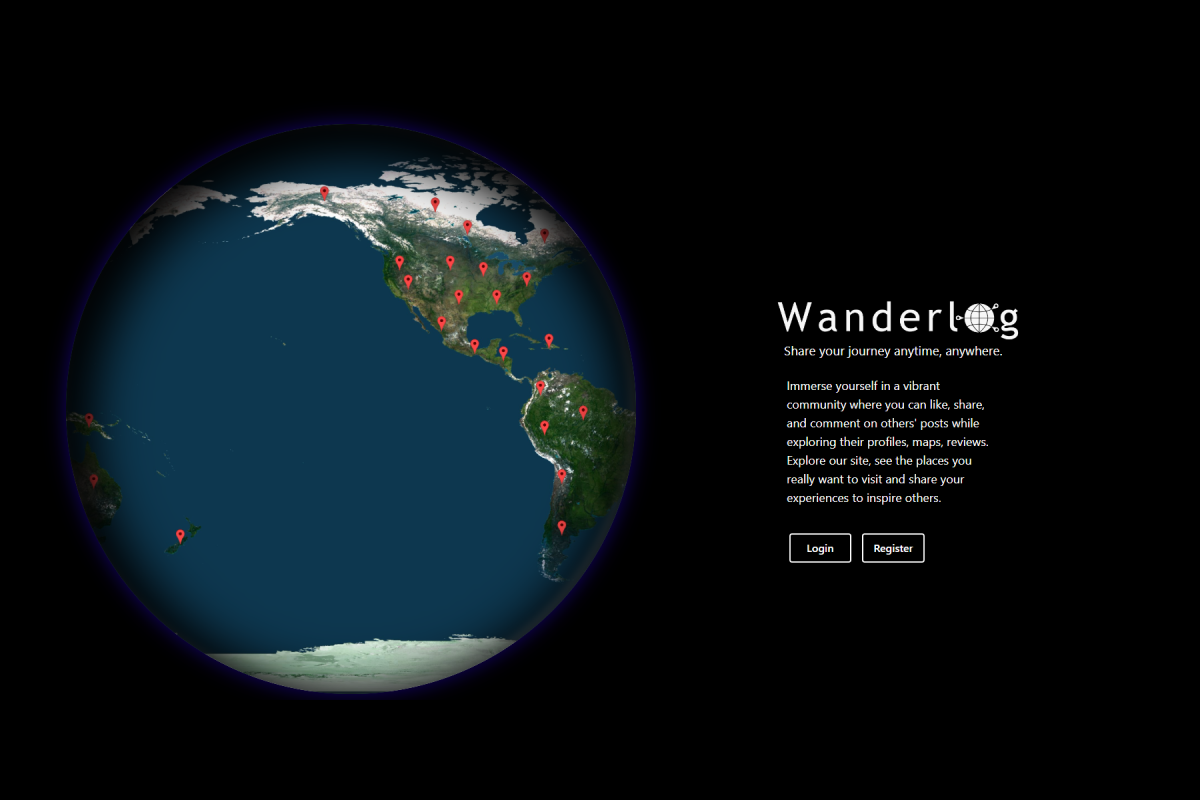 Wanderlog
Share your journey anytime, anywhere.
Immerse yourself in a vibrant
community where you can like, share,
and comment on others' posts while
exploring their profiles, maps, reviews.
Explore our site, see the places you
really want to visit and share your
experiences to inspire others.
Login Register